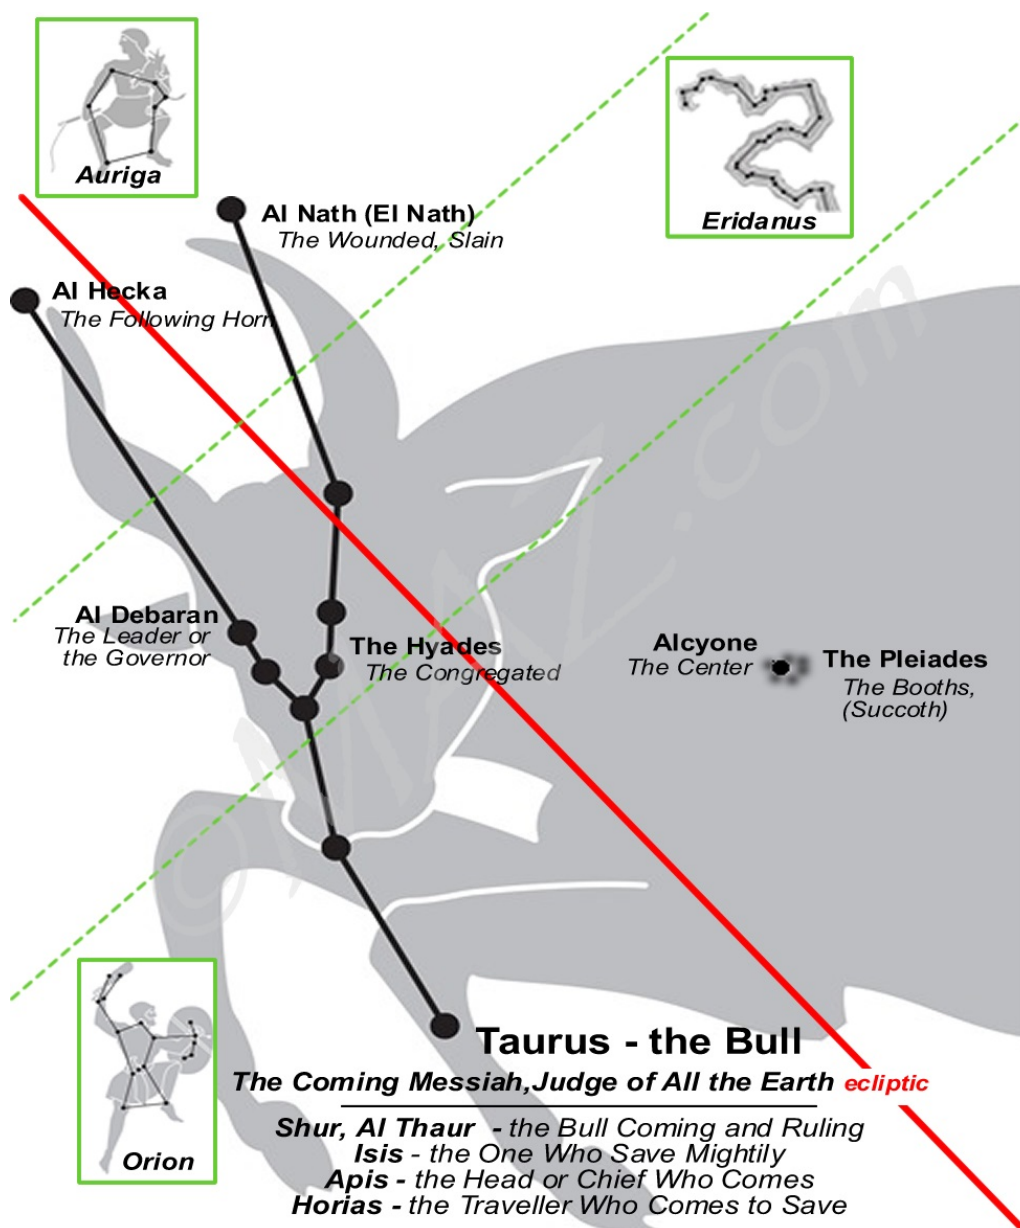 Auriga
Eridanus
Al Nath (El Nath)
The Wounded, Slain
Al Hecka
The Following Horn
Al Debaran
The Leader or
the Governor
The Hyades
The Congregated
Alcyone
The Center
The Pleiades
The Booths,
(Succoth)
Orion
Taurus - the Bull
The Coming Messiah,Judge of All the Earth ecliptic
Shur, Al Thaur - the Bull Coming and Ruling
Isis - the One Who Save Mightily
Apis - the Head or Chief Who Comes
Horias - the Traveller Who Comes to Save